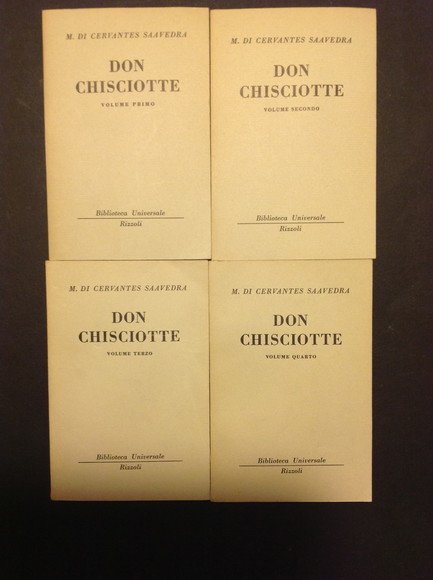 M. DI CERVANTES SAAVEDRA
DON
CHISCIOTTE
VOLUME PRIMO
Biblioteca Universale
Rizzoli
M. DI CERVANTES SAAVEDRA
DON
CHISCIOTTE
VOLUME SECONDO
Biblioteca Universale
Rizzoli
M. DI CERVANTES SAAVEDRA
DON
CHISCIOTTE
VOLUME TERZO
Biblioteca Universale
Rizzoli
M. DI CERVANTES SAAVEDRA
DON
CHISCIOTTE
VOLUME QUARTO
Biblioteca Universale
Rizzoli